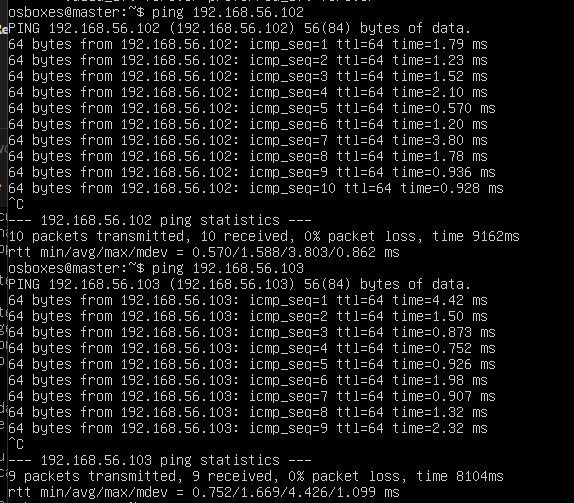 osboxes@master:~$ ping 192.168.56.102
PING 192.168.56.102 (192.168.56.102) 56(84) bytes of data.
64 bytes from 192.168.56.102: icmp_seq=1 ttl=64 time=1.79 ms
64 bytes from 192.168.56.102: icmp_seq=2 ttl=64 time=1.23 ms
64 bytes from 192.168.56.102: icmp_seq=3 ttl=64 time=1.52 ms
64 bytes from 192.168.56.102: icmp_seq=4 ttl=64 time=2.10 ms
64 bytes from 192.168.56.102: icmp_seq=5 ttl=64 time=0.570 ms
64 bytes from 192.168.56.102: icmp_seq=6 ttl=64 time=1.20 ms
64 bytes from 192.168.56.102: icmp_seq=7 ttl=64 time=3.80 ms
64 bytes from 192.168.56.102: icmp_seq=8 ttl=64 time=1.78 ms
64 bytes from 192.168.56.102: icmp_seq=9 ttl=64 time=0.936 ms
64 bytes from 192.168.56.102: icmp_seq=10 ttl=64 time=0.928 ms
^C
--- 192.168.56.102 ping statistics ---
10 packets transmitted, 10 received, 0% packet loss, time 9162ms
rtt min/avg/max/mdev = 0.570/1.588/3.803/0.862 ms
osboxes@master:~$ ping 192.168.56.103
PING 192.168.56.103 (192.168.56.103) 56(84) bytes of data.
64 bytes from 192.168.56.103: icmp_seq=1 ttl=64 time=4.42 ms
64 bytes from 192.168.56.103: icmp_seq=2 ttl=64 time=1.50 ms
64 bytes from 192.168.56.103: icmp_seq=3 ttl=64 time=0.873 ms
64 bytes from 192.168.56.103: icmp_seq=4 ttl=64 time=0.752 ms
64 bytes from 192.168.56.103: icmp_seq=5 ttl=64 time=0.926 ms
64 bytes from 192.168.56.103: icmp_seq=6 ttl=64 time=1.98 ms
64 bytes from 192.168.56.103: icmp_seq=7 ttl=64 time=0.907 ms
64 bytes from 192.168.56.103: icmp_seq=8 ttl=64 time=1.32 ms
64 bytes from 192.168.56.103: icmp_seq=9 ttl=64 time=2.32 ms
^C
--- 192.168.56.103 ping statistics ---
9 packets transmitted, 9 received, 0% packet loss, time 8104ms
rtt min/avg/max/mdev = 0.752/1.669/4.426/1.099 ms